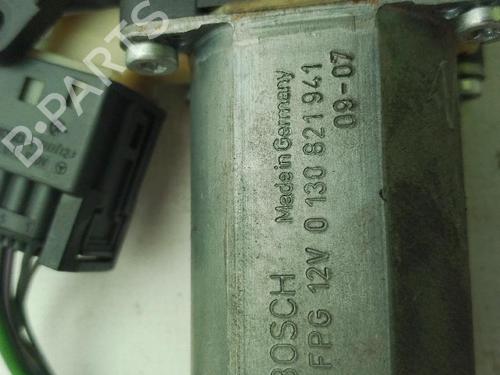 BOSCH Made in Germany
FPG 12V 0 130 821 941
09-07
B-PARTS